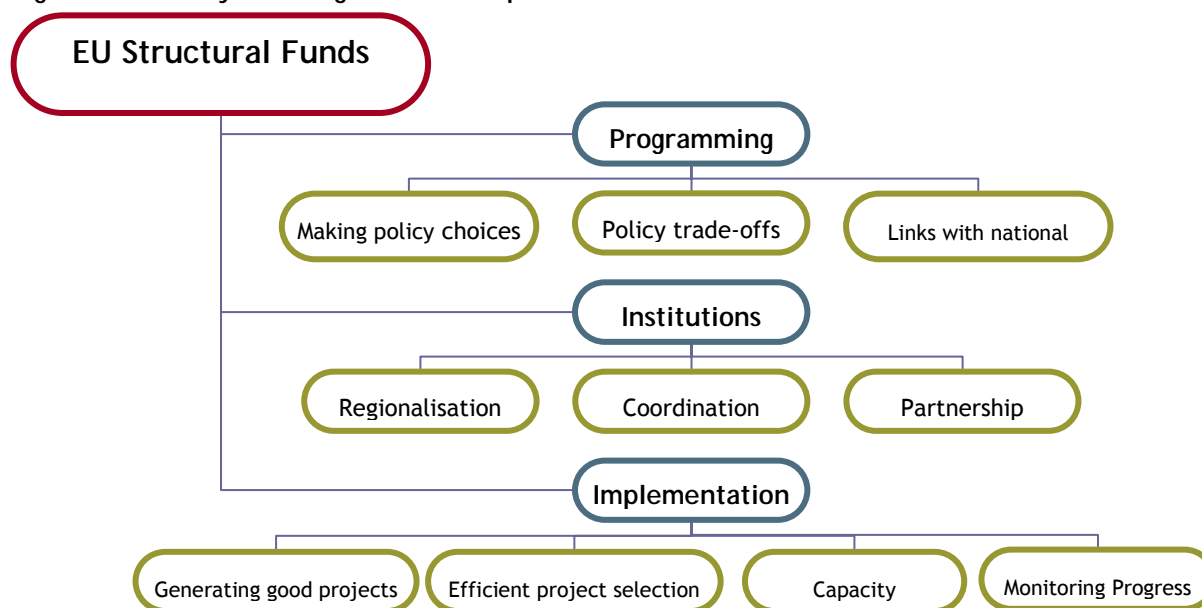 EU Structural Funds
Programming
Making policy choices
Policy trade-offs
Links with national
Institutions
Regionalisation
Coordination
Partnership
Implementation
Generating good projects
Efficient project selection
Capacity
Monitoring Progress